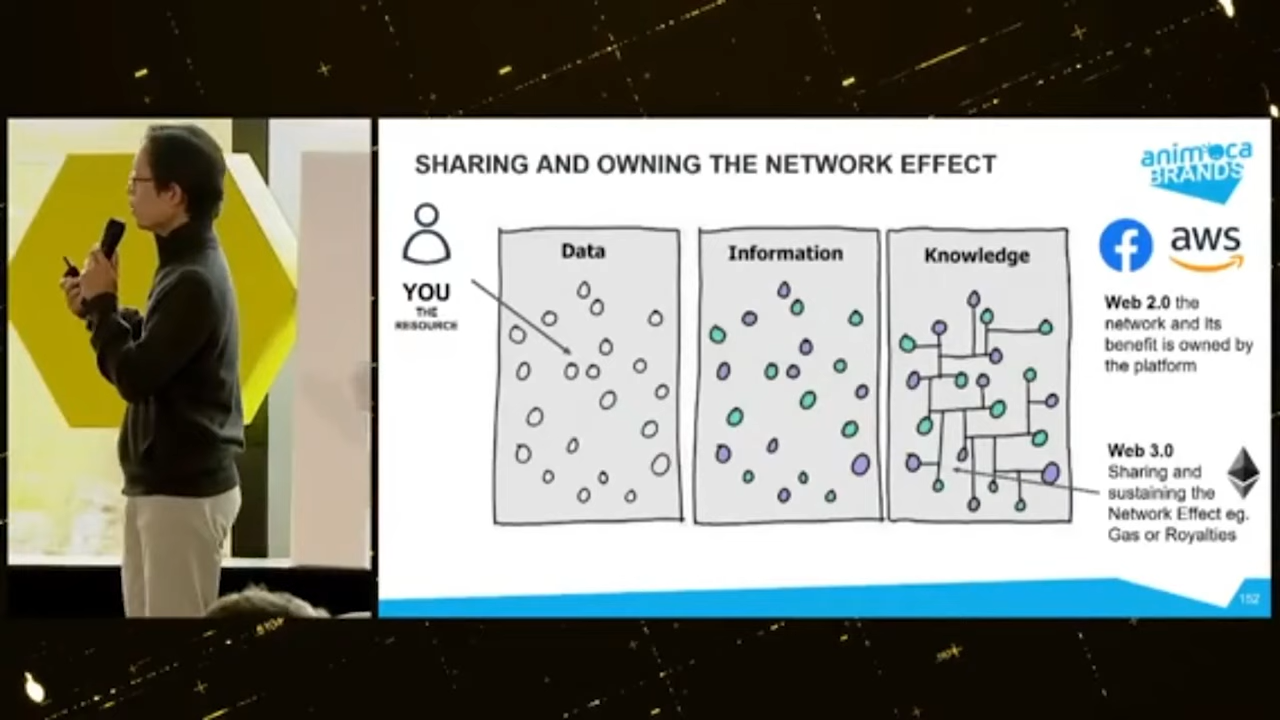 SHARING AND OWNING THE NETWORK EFFECT
animoca
BRANDS
YOU
THE
RESOURCE
Data
Information
Knowledge
aws
Web 2.0 the
network and its
benefit is owned by
the platform
Web 3.0
Sharing and
sustaining the
Network Effect eg.
Gas or Royalties
152